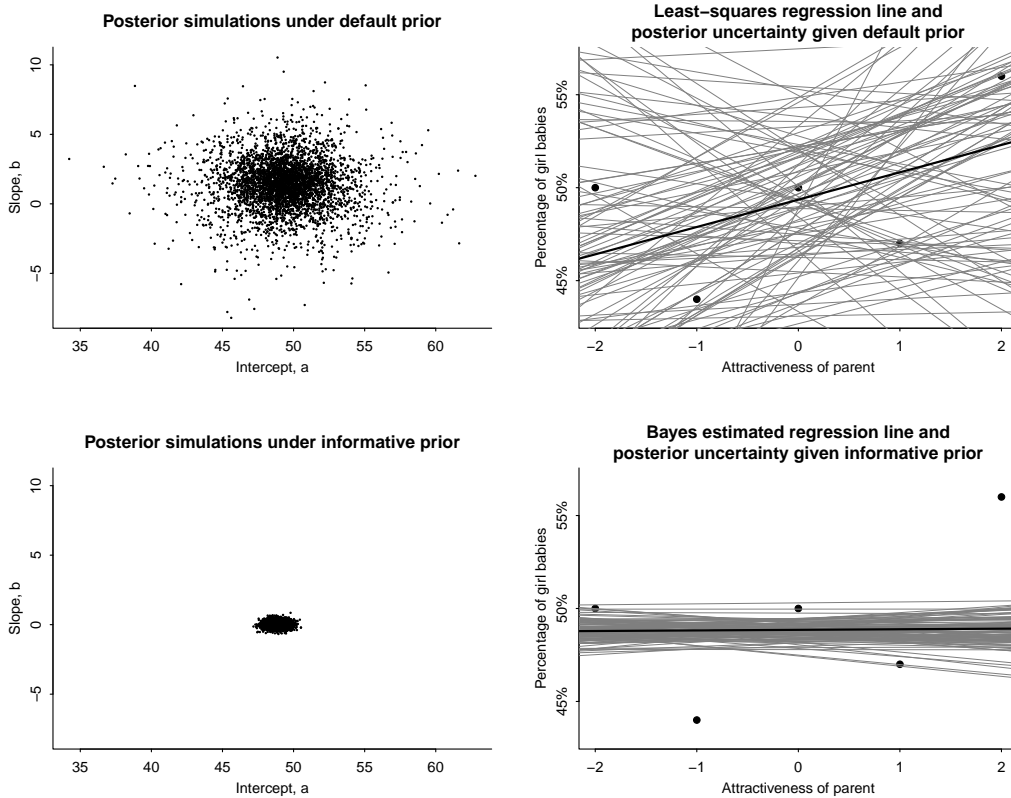 Posterior simulations under default prior
10
5
0
−5
Slope, b
35 40 45 50 55 60
Intercept, a
Least−squares regression line and
posterior uncertainty given default prior
55%
50%
45%
Percentage of girl babies
−2 −1 0 1 2
Attractiveness of parent
Posterior simulations under informative prior
10
5
0
−5
Slope, b
35 40 45 50 55 60
Intercept, a
Bayes estimated regression line and
posterior uncertainty given informative prior
55%
50%
45%
Percentage of girl babies
−2 −1 0 1 2
Attractiveness of parent